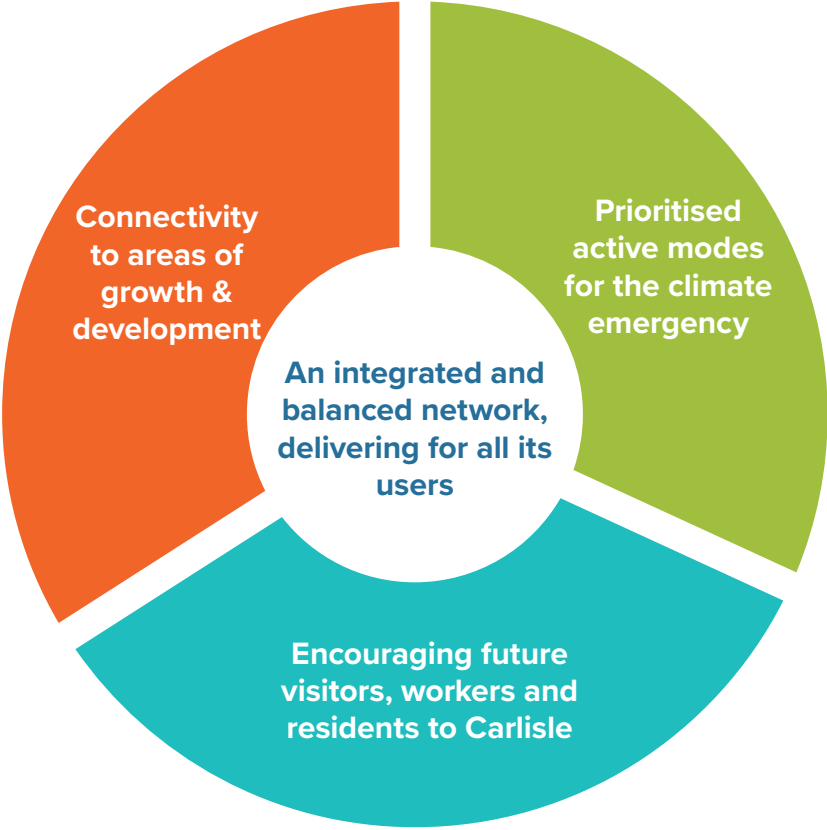 Connectivity
to areas of
growth &
development
Prioritised
active modes
for the climate
emergency
An integrated and
balanced network,
delivering for all its
users
Encouraging future
visitors, workers and
residents to Carlisle